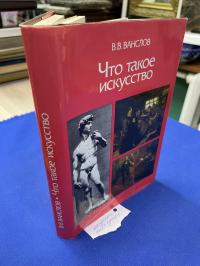 В.В. ВАНСЛОВ
Что такое
искусство
В.В. ВАНСЛОВ • Что такое искусство